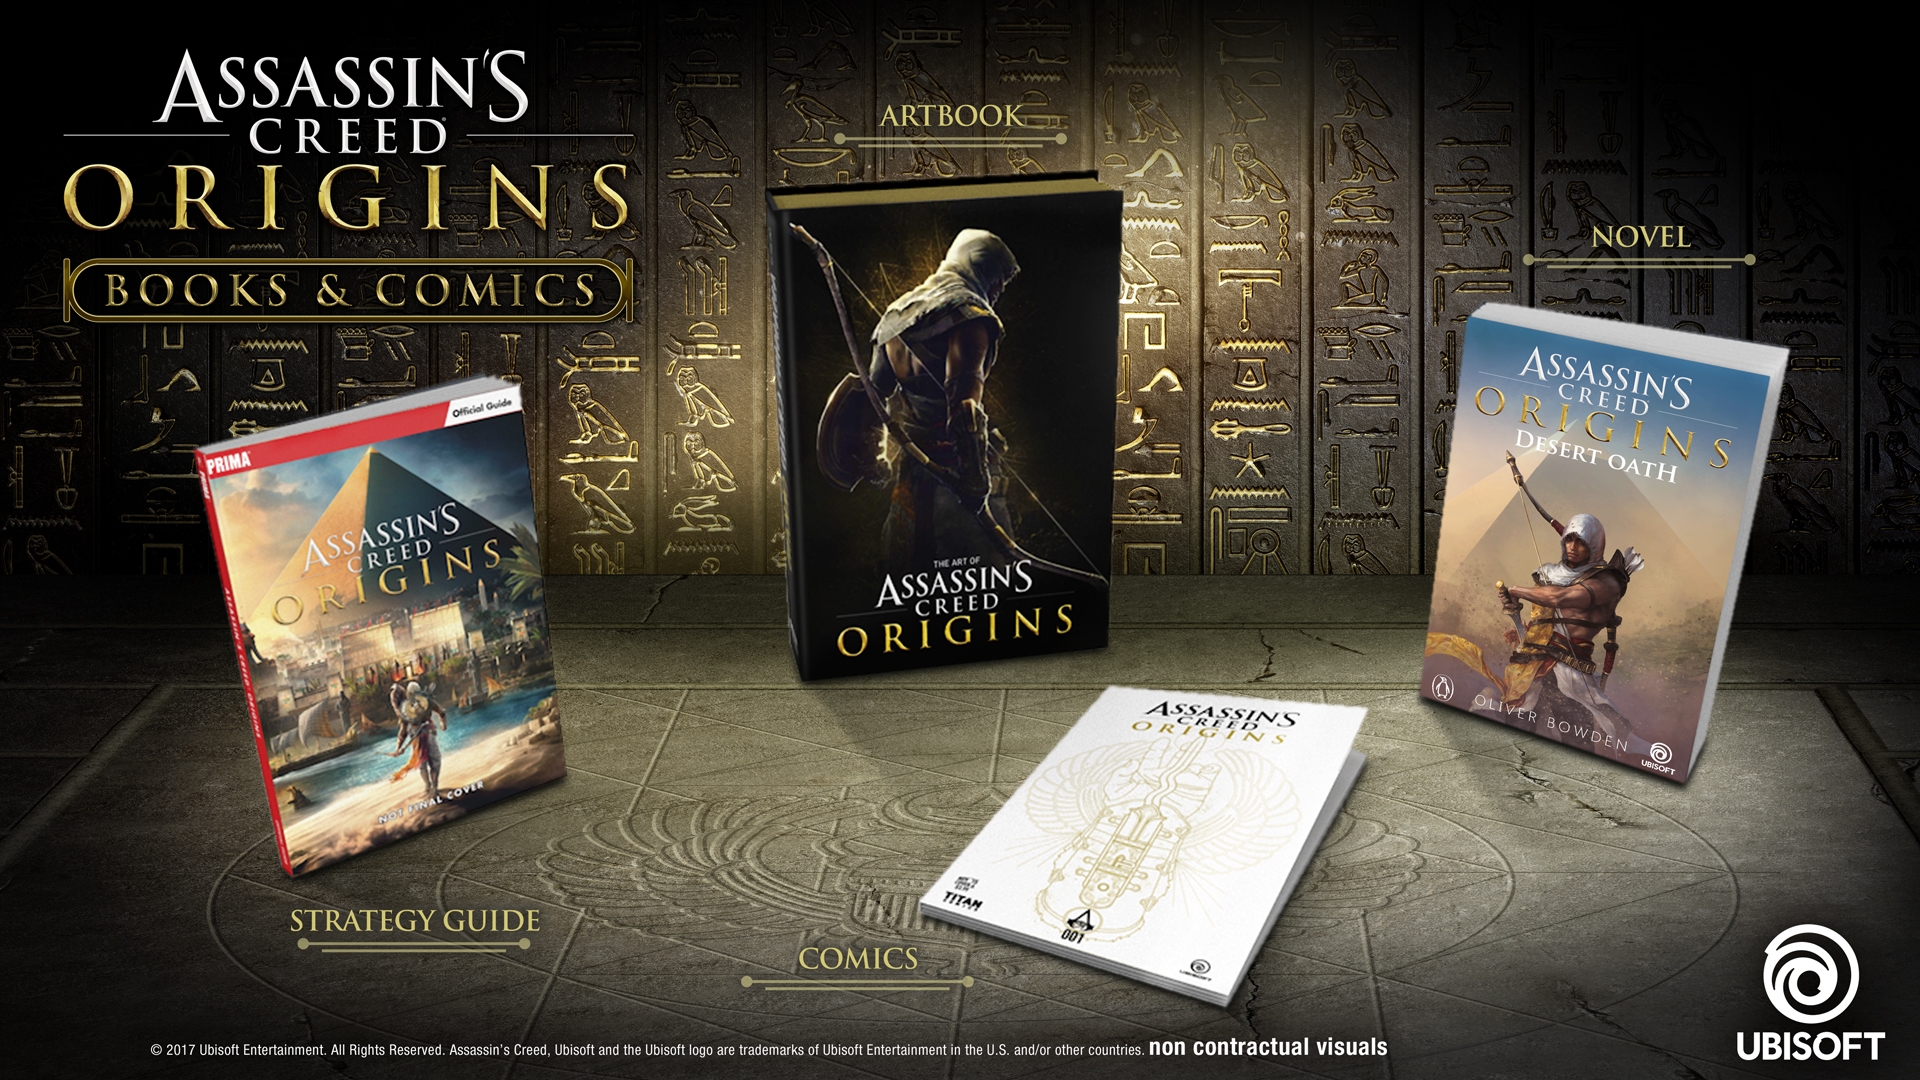 ASSASSIN'S
CREED
ORIGINS
BOOKS & COMICS
ARTBOOK
NOVEL
PRIMA
Official Guide
ASSASSIN'S
CREED
ORIGINS
NOT FINAL COVER
STRATEGY GUIDE
THE ART OF
ASSASSIN'S
CREED
ORIGINS
ASSASSIN'S
CREED
ORIGINS
DESERT OATH
OLIVER BOWDEN
UBISOFT
ASSASSIN'S
CREED
ORIGINS
TITAN
001
UBISOFT
COMICS
UBISOFT
© 2017 Ubisoft Entertainment. All Rights Reserved. Assassin's Creed, Ubisoft and the Ubisoft logo are trademarks of Ubisoft Entertainment in the U.S. and/or other countries. non contractual visuals